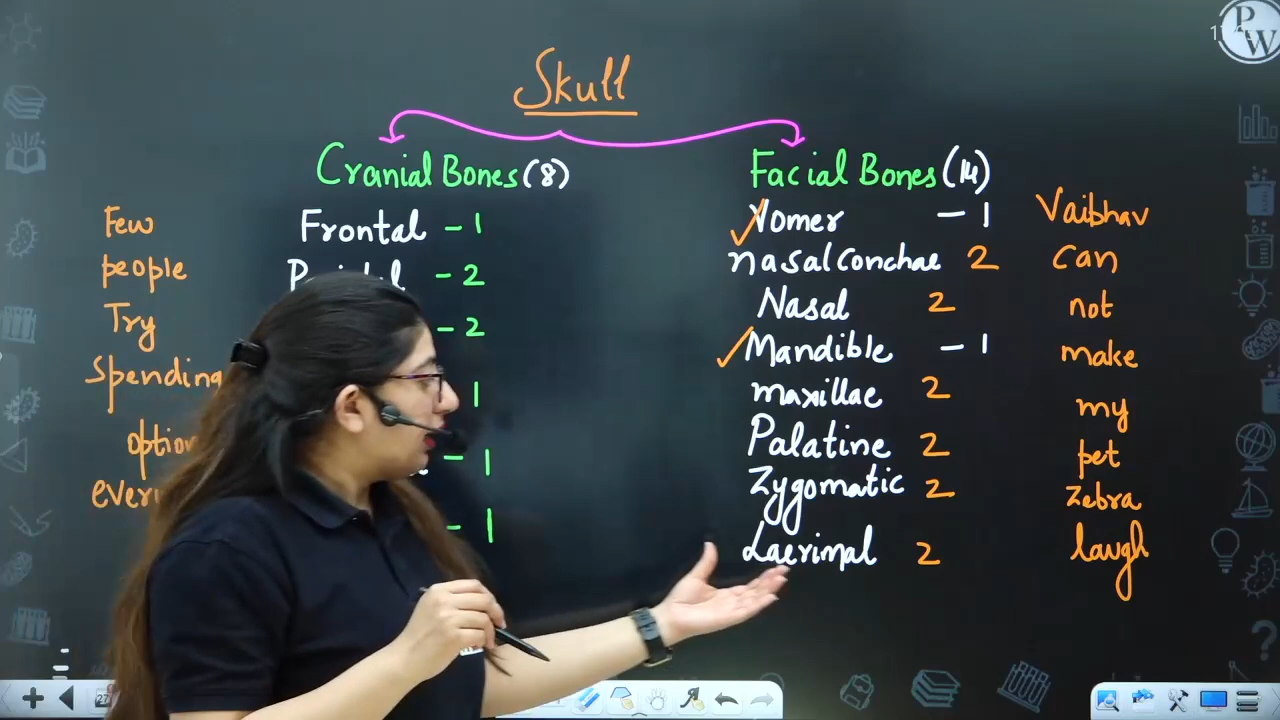 PW
Skull
Cranial Bones (8)
Few Frontal - 1
people - 2
Try - 2
Spending 1
- 1
- 1
Facial Bones (14)
Vomer - 1 Vaibhav
nasal conchae 2 can
Nasal 2 not
Mandible - 1 make
maxillae 2 my
Palatine 2 pet
Zygomatic 2 Zebra
Lacrimal 2 laugh